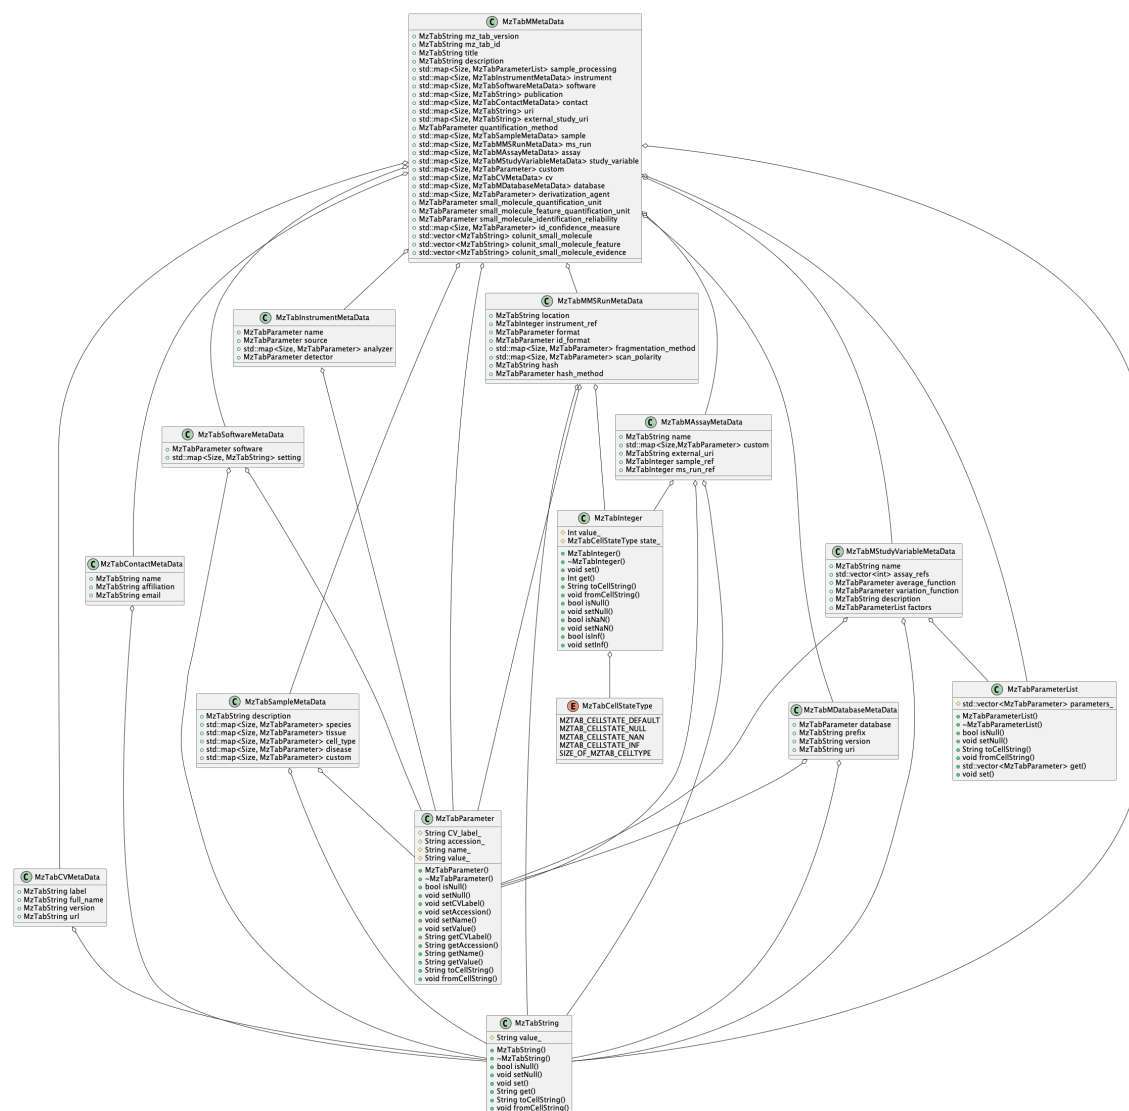 C MzTabMMetaData
MzTabString mz_tab_version
MzTabString mz_tab_id
MzTabString title
MzTabString description
std::map<Size, MzTabParameterList> sample_processing
std::map<Size, MzTabInstrumentMetaData> instrument
std::map<Size, MzTabSoftwareMetaData> software
std::map<Size, MzTabString> publication
std::map<Size, MzTabContactMetaData> contact
std::map<Size, MzTabString> uri
std::map<Size, MzTabString> external_study_uri
MzTabParameter quantification_method
std::map<Size, MzTabSampleMetaData> sample
std::map<Size, MzTabMMSRunMetaData> ms_run
std::map<Size, MzTabMAssayMetaData> assay
std::map<Size, MzTabMStudyVariableMetaData> study_variable
std::map<Size, MzTabParameter> custom
std::map<Size, MzTabCVMetaData> cv
std::map<Size, MzTabMDatabaseMetaData> database
std::map<Size, MzTabParameter> derivatization_agent
MzTabParameter small_molecule_quantification_unit
MzTabParameter small_molecule_feature_quantification_unit
MzTabParameter small_molecule_identification_reliability
std::map<Size, MzTabParameter> id_confidence_measure
std::vector<MzTabString> colunit_small_molecule
std::vector<MzTabString> colunit_small_molecule_feature
std::vector<MzTabString> colunit_small_molecule_evidence
C MzTabInstrumentMetaData
MzTabParameter name
MzTabParameter source
std::map<Size, MzTabParameter> analyzer
MzTabParameter detector
C MzTabMMSRunMetaData
MzTabString location
MzTabInteger instrument_ref
MzTabParameter format
MzTabParameter id_format
std::map<Size, MzTabParameter> fragmentation_method
std::map<Size, MzTabParameter> scan_polarity
MzTabString hash
MzTabParameter hash_method
C MzTabSoftwareMetaData
MzTabParameter software
std::map<Size, MzTabString> setting
C MzTabMAssayMetaData
MzTabString name
std::map<Size,MzTabParameter> custom
MzTabString external_uri
MzTabInteger sample_ref
MzTabInteger ms_run_ref
C MzTabInteger
Int value_
MzTabCellStateType state_
MzTabInteger()
~MzTabInteger()
void set()
Int get()
String toCellString()
void fromCellString()
bool isNull()
void setNull()
bool isNaN()
void setNaN()
bool isInf()
void setInf()
C MzTabContactMetaData
MzTabString name
MzTabString affiliation
MzTabString email
C MzTabMStudyVariableMetaData
MzTabString name
std::vector<int> assay_refs
MzTabParameter average_function
MzTabParameter variation_function
MzTabString description
MzTabParameterList factors
C MzTabSampleMetaData
MzTabString description
std::map<Size, MzTabParameter> species
std::map<Size, MzTabParameter> tissue
std::map<Size, MzTabParameter> cell_type
std::map<Size, MzTabParameter> disease
std::map<Size, MzTabParameter> custom
E MzTabCellStateType
MZTAB_CELLSTATE_DEFAULT
MZTAB_CELLSTATE_NULL
MZTAB_CELLSTATE_NAN
MZTAB_CELLSTATE_INF
SIZE_OF_MZTAB_CELLTYPE
C MzTabMDatabaseMetaData
MzTabParameter database
MzTabString prefix
MzTabString version
MzTabString uri
C MzTabParameterList
std::vector<MzTabParameter> parameters_
MzTabParameterList()
~MzTabParameterList()
bool isNull()
void setNull()
String toCellString()
void fromCellString()
std::vector<MzTabParameter> get()
void set()
C MzTabParameter
String CV_label_
String accession_
String name_
String value_
MzTabParameter()
~MzTabParameter()
bool isNull()
void setNull()
void setCVLabel()
void setAccession()
void setName()
void setValue()
String getCVLabel()
String getAccession()
String getName()
String getValue()
String toCellString()
void fromCellString()
C MzTabCVMetaData
MzTabString label
MzTabString full_name
MzTabString version
MzTabString url
C MzTabString
String value_
MzTabString()
~MzTabString()
bool isNull()
void setNull()
void set()
String get()
String toCellString()
void fromCellString()